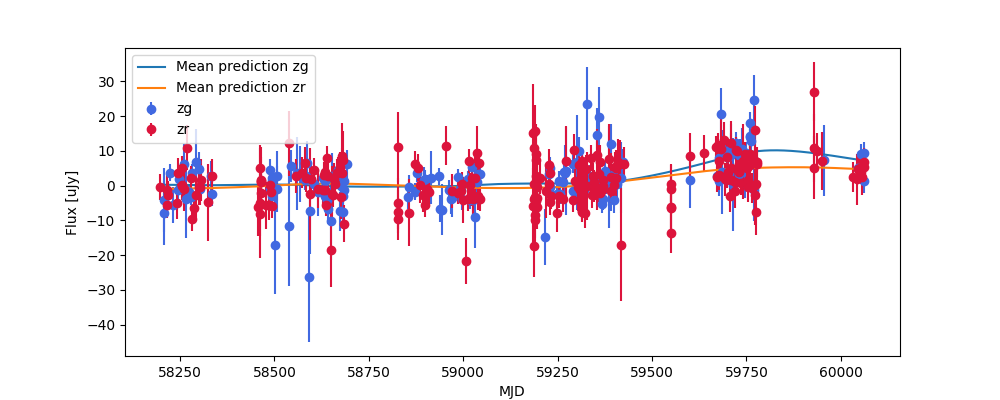 Mean prediction zg
Mean prediction zr
zg
zr
30
20
10
0
−10
−20
−30
−40
Flux [uJy]
58250 58500 58750 59000 59250 59500 59750 60000
MJD